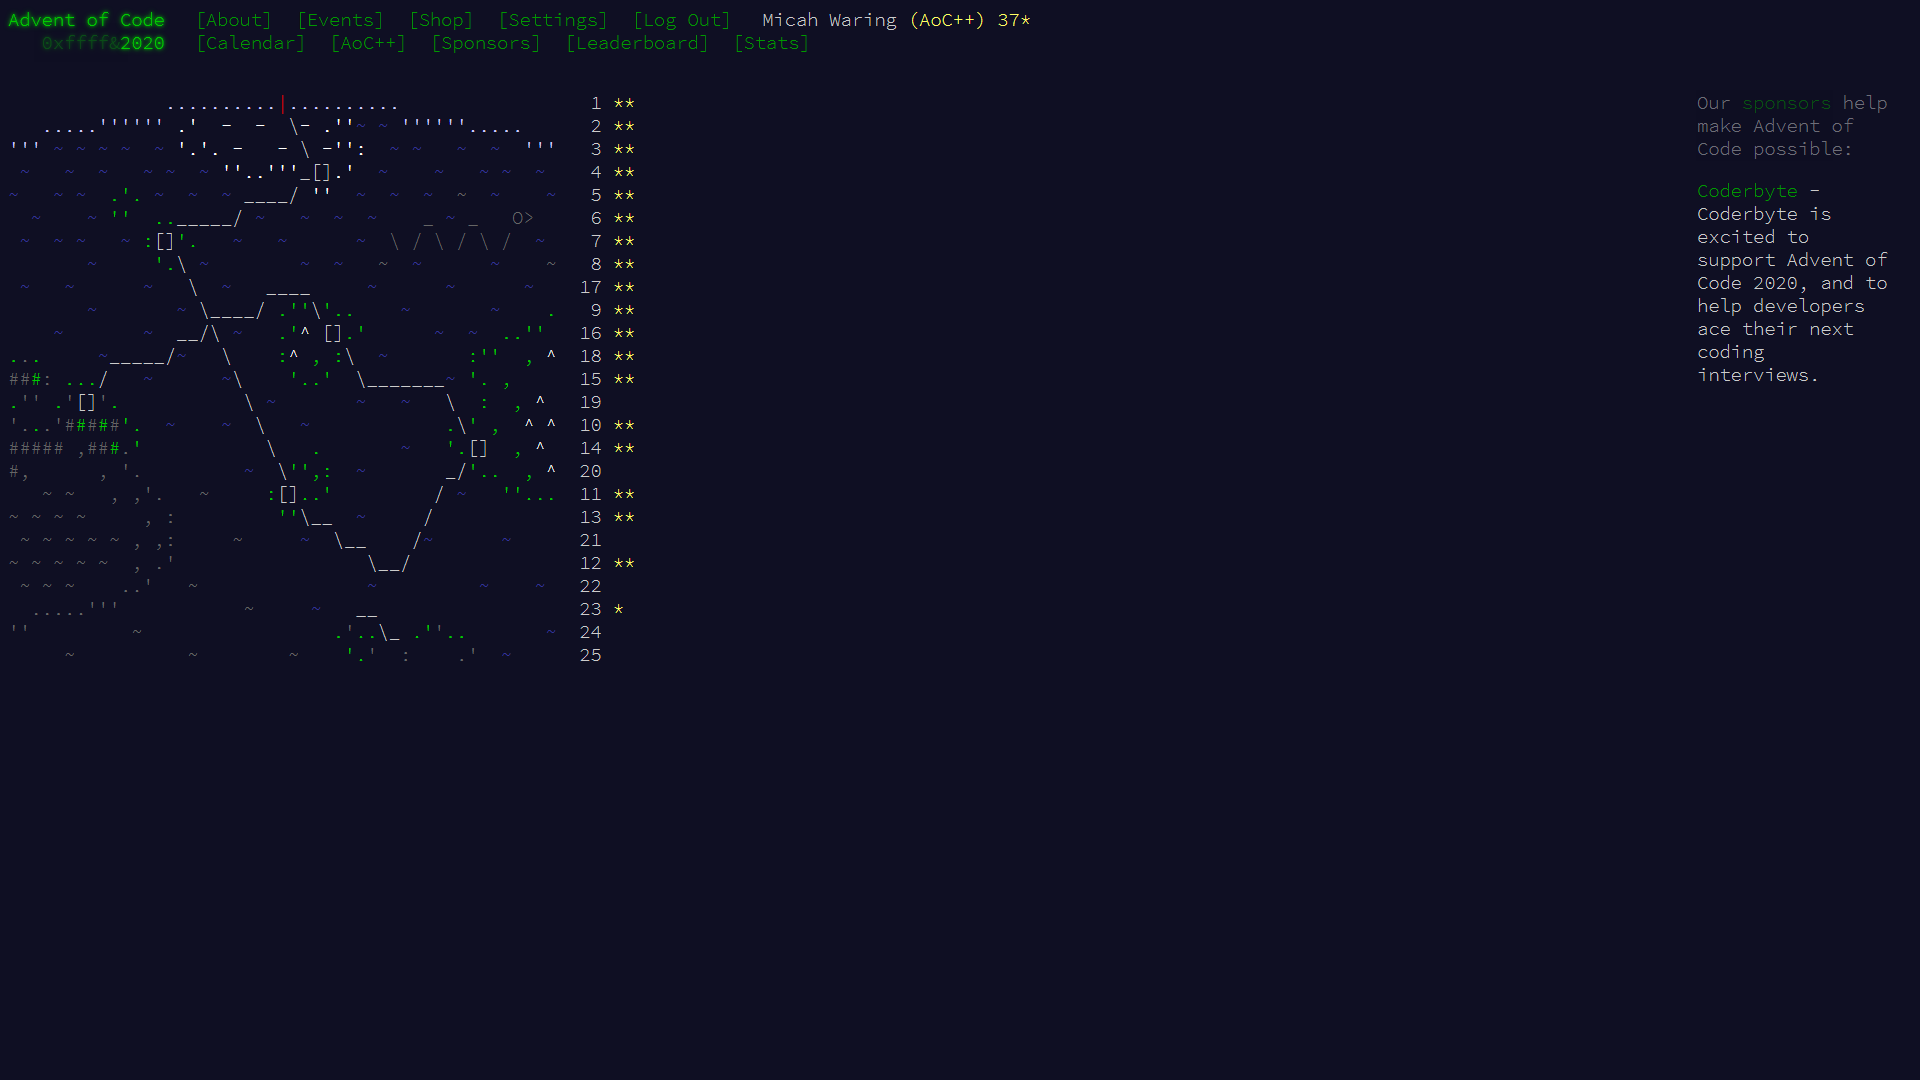 Advent of Code [About] [Events] [Shop] [Settings] [Log Out] Micah Waring (AoC++) 37*
0xffff&2020 [Calendar] [AoC++] [Sponsors] [Leaderboard] [Stats]
1 **
2 **
3 **
4 **
5 **
6 **
7 **
8 **
17 **
9 **
16 **
18 **
15 **
19
10 **
14 **
20
11 **
13 **
21
12 **
22
23 *
24
25
Our sponsors help
make Advent of
Code possible:
Coderbyte -
Coderbyte is
excited to
support Advent of
Code 2020, and to
help developers
ace their next
coding
interviews.